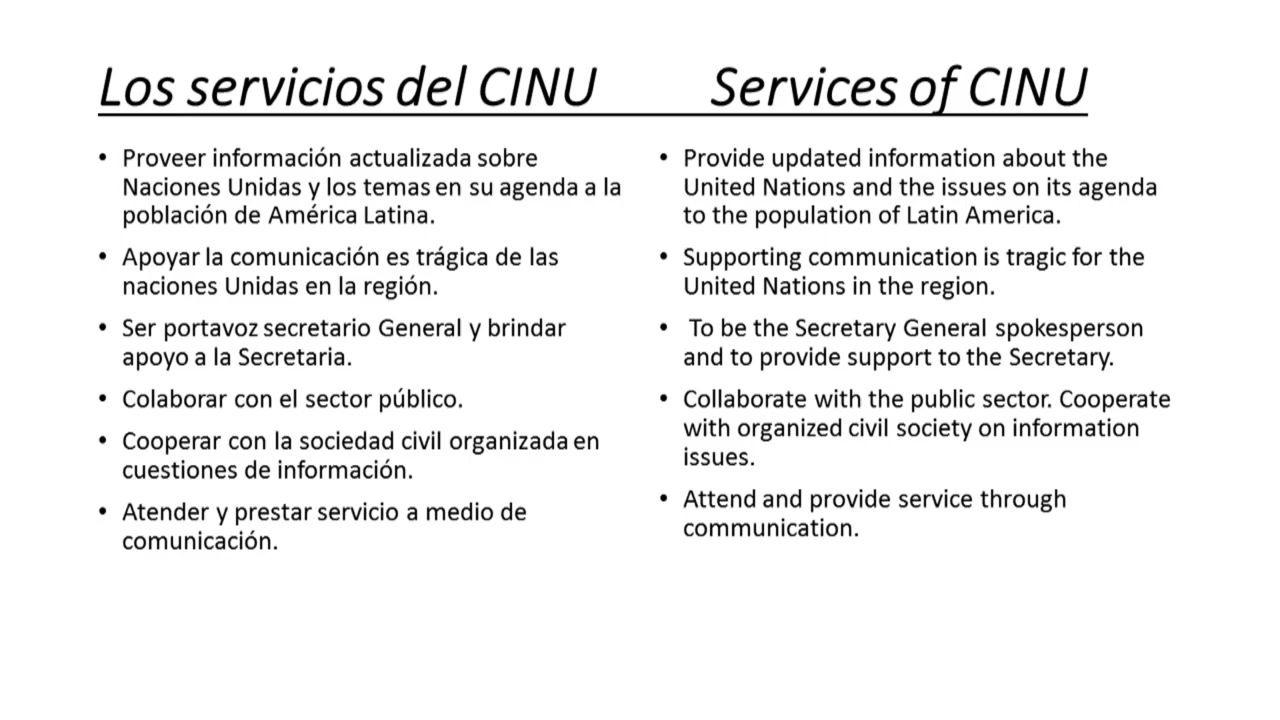 Los servicios del CINU Services of CINU
• Proveer información actualizada sobre
Naciones Unidas y los temas en su agenda a la
población de América Latina.
• Apoyar la comunicación es trágica de las
naciones Unidas en la región.
• Ser portavoz secretario General y brindar
apoyo a la Secretaria.
• Colaborar con el sector público.
• Cooperar con la sociedad civil organizada en
cuestiones de información.
• Atender y prestar servicio a medio de
comunicación.
• Provide updated information about the
United Nations and the issues on its agenda
to the population of Latin America.
• Supporting communication is tragic for the
United Nations in the region.
• To be the Secretary General spokesperson
and to provide support to the Secretary.
• Collaborate with the public sector. Cooperate
with organized civil society on information
issues.
• Attend and provide service through
communication.